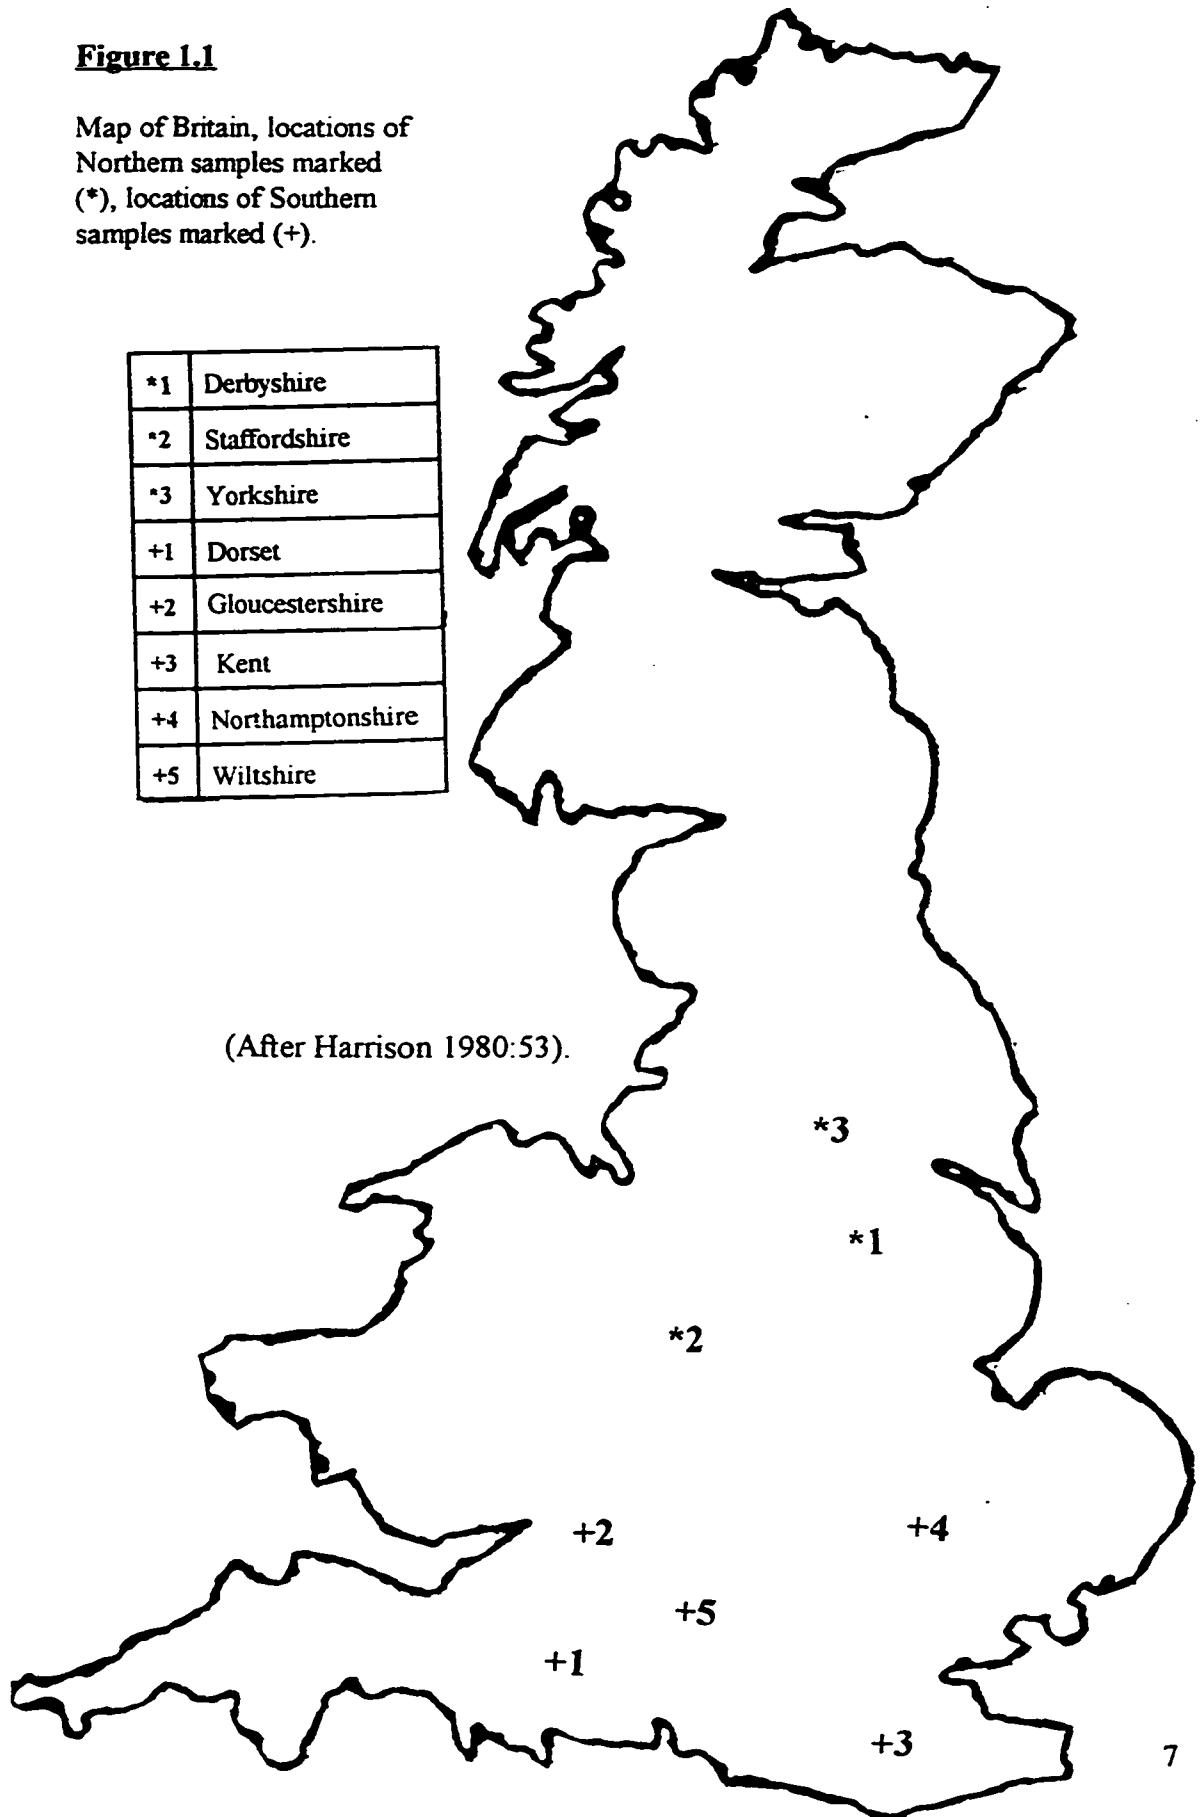 Figure 1.1
Map of Britain, locations of
Northern samples marked
(*), locations of Southern
samples marked (+).
*1 Derbyshire
*2 Staffordshire
*3 Yorkshire
+1 Dorset
+2 Gloucestershire
+3 Kent
+4 Northamptonshire
+5 Wiltshire
(After Harrison 1980:53).
*3
*1
*2
+2
+4
+5
+1
+3
7